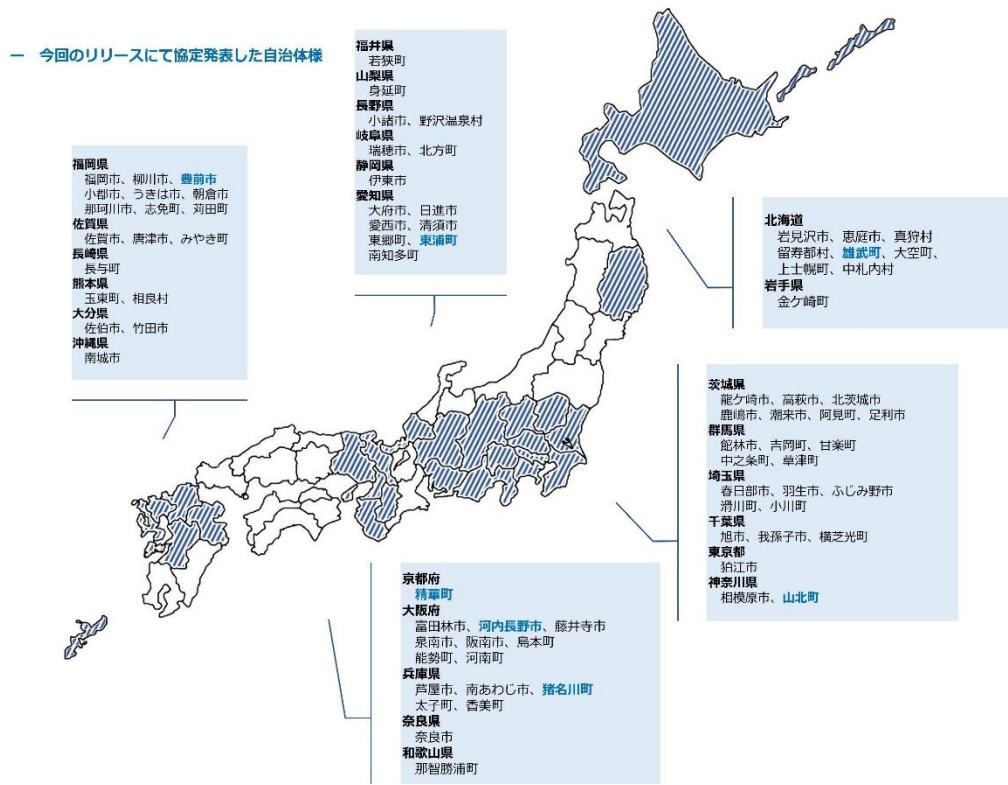 ー 今回のリリースにて協定発表した自治体様
福井県
若狭町
山梨県
身延町
長野県
小諸市、野沢温泉村
岐阜県
瑞穂市、北方町
静岡県
伊東市
愛知県
大府市、日進市
愛西市、清須市
東郷町、東浦町
南知多町
福岡県
福岡市、柳川市、豊前市
小郡市、うきは市、朝倉市
那珂川市、志免町、苅田町
佐賀県
佐賀市、唐津市、みやき町
長崎県
長与町
熊本県
玉東町、相良村
大分県
佐伯市、竹田市
沖縄県
南城市
北海道
岩見沢市、恵庭市、真狩村
留寿都村、雄武町、大空町、
上士幌町、中札内村
岩手県
金ケ崎町
茨城県
龍ケ崎市、高萩市、北茨城市
鹿嶋市、潮来市、阿見町、足利市
群馬県
館林市、吉岡町、甘楽町
中之条町、草津町
埼玉県
春日部市、羽生市、ふじみ野市
滑川町、小川町
千葉県
旭市、我孫子市、横芝光町
東京都
狛江市
神奈川県
相模原市、山北町
京都府
精華町
大阪府
富田林市、河内長野市、藤井寺市
泉南市、阪南市、島本町
能勢町、河南町
兵庫県
芦屋市、南あわじ市、猪名川町
太子町、香美町
奈良県
奈良市
和歌山県
那智勝浦町